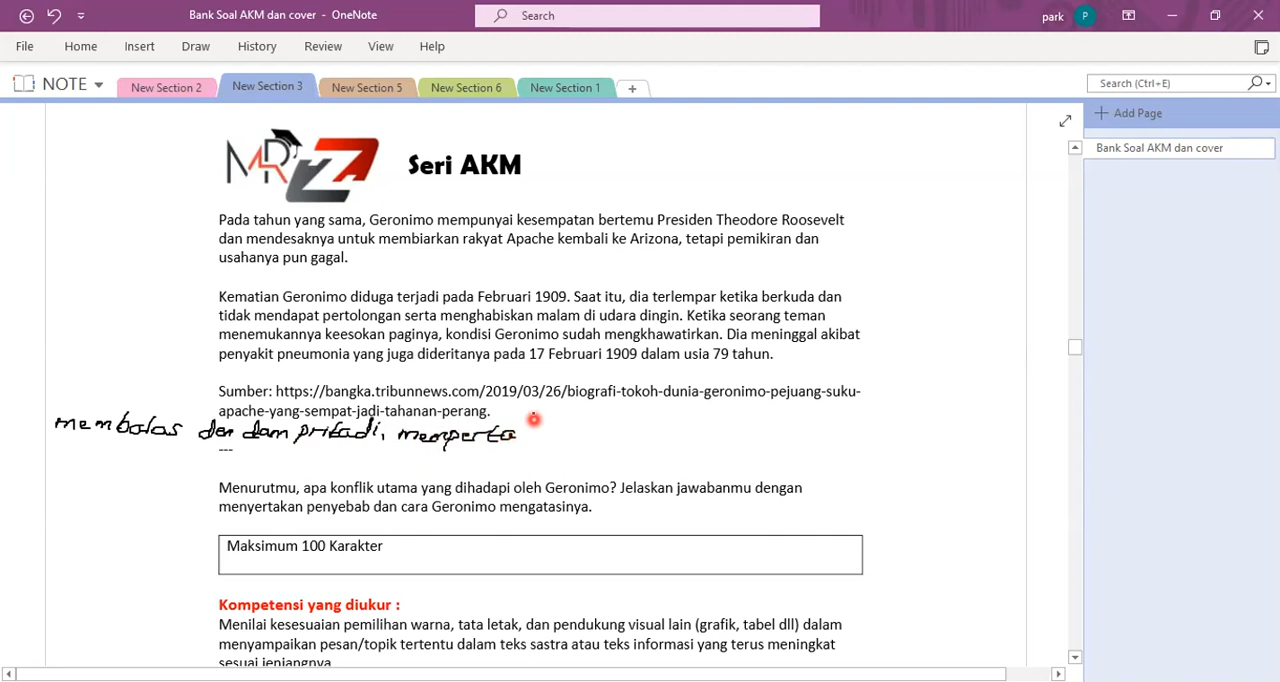 Bank Soal AKM dan cover - OneNote
Search
park
P
File Home Insert Draw History Review View Help
NOTE
New Section 2 New Section 3 New Section 5 New Section 6 New Section 1 +
Search (Ctrl+E)
Add Page
Bank Soal AKM dan cover
MR ZA
Seri AKM
Pada tahun yang sama, Geronimo mempunyai kesempatan bertemu Presiden Theodore Roosevelt
dan mendesaknya untuk membiarkan rakyat Apache kembali ke Arizona, tetapi pemikiran dan
usahanya pun gagal.
Kematian Geronimo diduga terjadi pada Februari 1909. Saat itu, dia terlempar ketika berkuda dan
tidak mendapat pertolongan serta menghabiskan malam di udara dingin. Ketika seorang teman
menemukannya keesokan paginya, kondisi Geronimo sudah mengkhawatirkan. Dia meninggal akibat
penyakit pneumonia yang juga dideritanya pada 17 Februari 1909 dalam usia 79 tahun.
Sumber: https://bangka.tribunnews.com/2019/03/26/biografi-tokoh-dunia-geronimo-pejuang-suku-
apache-yang-sempat-jadi-tahanan-perang.
membalas den dam pribadi, memperta
---
Menurutmu, apa konflik utama yang dihadapi oleh Geronimo? Jelaskan jawabanmu dengan
menyertakan penyebab dan cara Geronimo mengatasinya.
Maksimum 100 Karakter
Kompetensi yang diukur :
Menilai kesesuaian pemilihan warna, tata letak, dan pendukung visual lain (grafik, tabel dll) dalam
menyampaikan pesan/topik tertentu dalam teks sastra atau teks informasi yang terus meningkat
sesuai jenjangnya